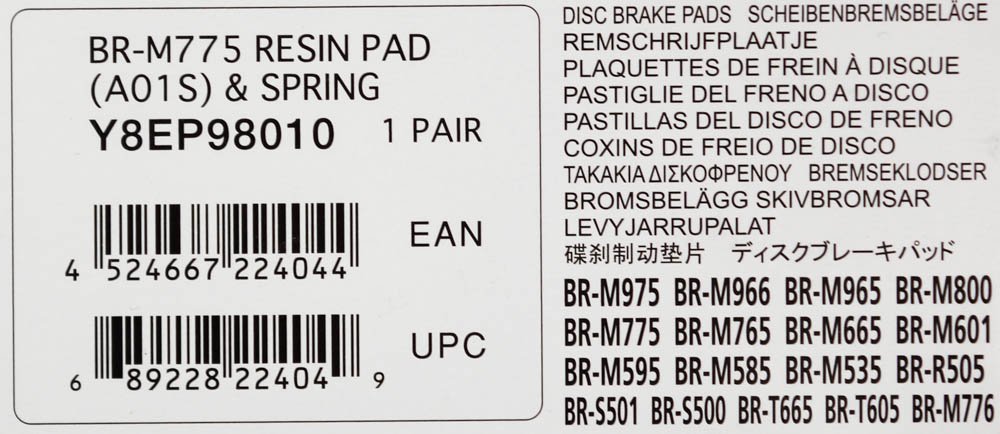 BR-M775 RESIN PAD
(A01S) & SPRING
Y8EP98010 1 PAIR
EAN
4 524667 224044
UPC
6 89228 22404 9
DISC BRAKE PADS SCHEIBENBREMSBELÄGE
REMSCHRIJFPLAATJE
PLAQUETTES DE FREIN À DISQUE
PASTIGLIE DEL FRENO A DISCO
PASTILLAS DEL DISCO DE FRENO
COXINS DE FREIO DE DISCO
ΤΑΚΑΚΙΑ ΔΙΣΚΟΦΡΕΝΟΥ BREMSEKLODSER
BROMSBELÄGG SKIVBROMSAR
LEVYJARRUPALAT
碟刹制动垫片 ディスクブレーキパッド
BR-M975 BR-M966 BR-M965 BR-M800
BR-M775 BR-M765 BR-M665 BR-M601
BR-M595 BR-M585 BR-M535 BR-R505
BR-S501 BR-S500 BR-T665 BR-T605 BR-M776